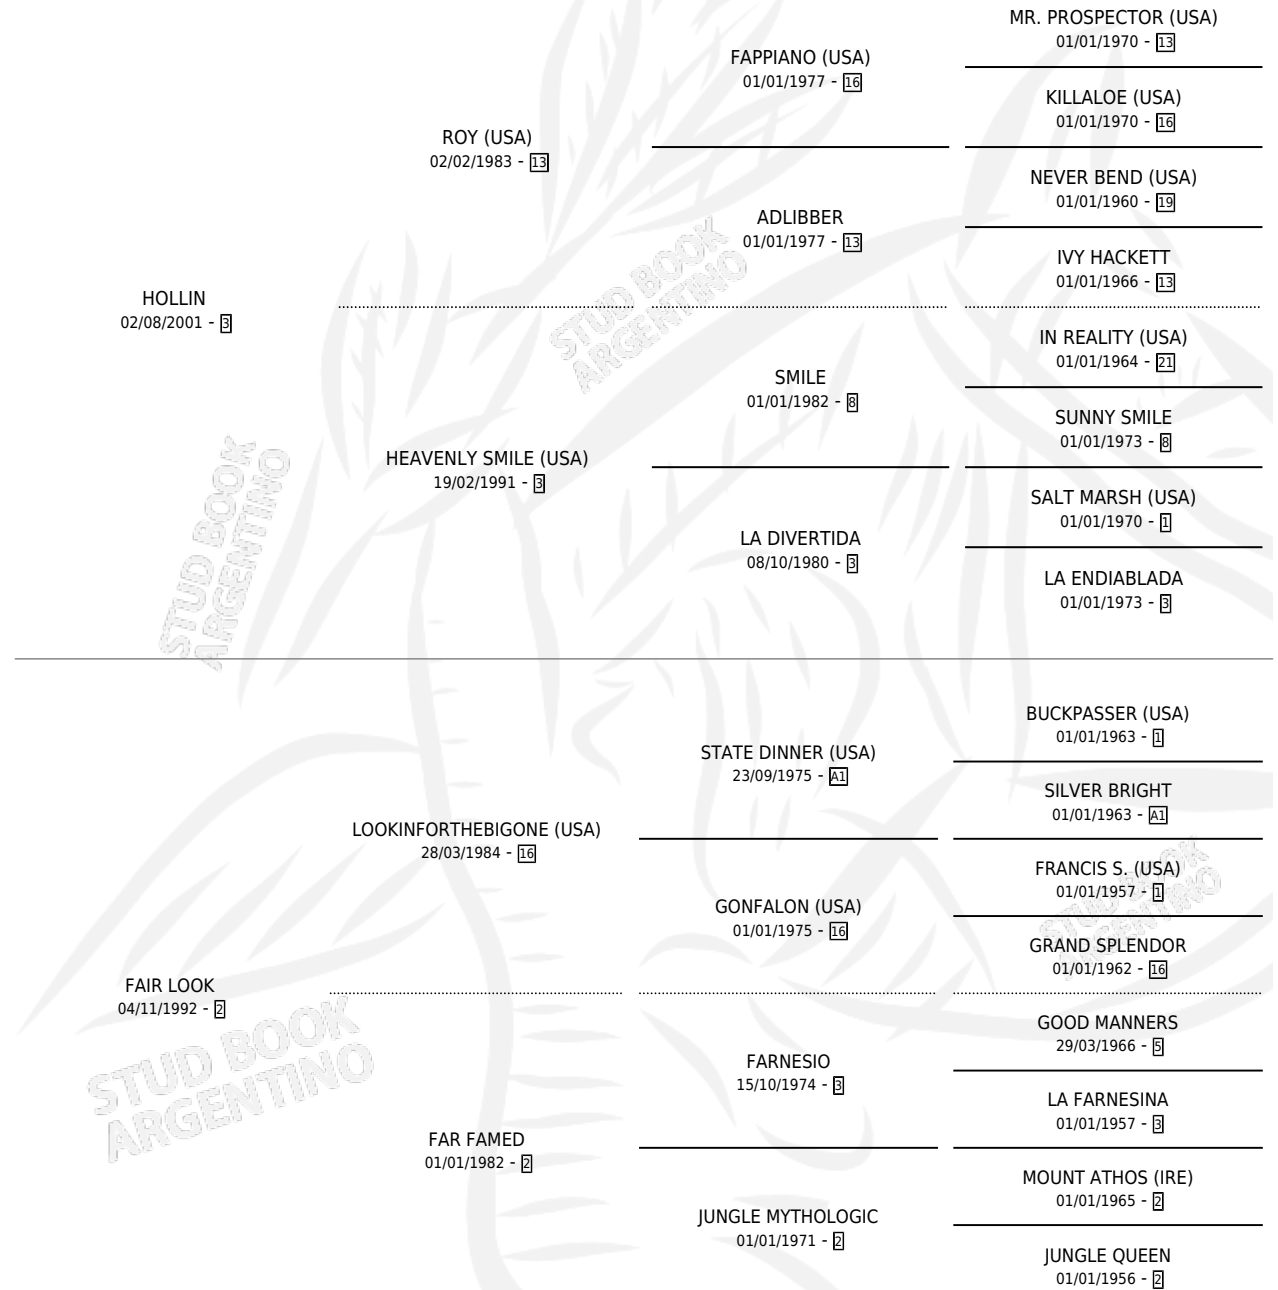 MR. PROSPECTOR (USA)
01/01/1970 - 13
FAPPIANO (USA)
01/01/1977 - 16
KILLALOE (USA)
01/01/1970 - 16
ROY (USA)
02/02/1983 - 13
NEVER BEND (USA)
01/01/1960 - 19
ADLIBBER
01/01/1977 - 13
IVY HACKETT
01/01/1966 - 13
HOLLIN
02/08/2001 - 3
IN REALITY (USA)
01/01/1964 - 21
SMILE
01/01/1982 - 8
SUNNY SMILE
01/01/1973 - 8
HEAVENLY SMILE (USA)
19/02/1991 - 3
SALT MARSH (USA)
01/01/1970 - 1
LA DIVERTIDA
08/10/1980 - 3
LA ENDIABLADA
01/01/1973 - 3
BUCKPASSER (USA)
01/01/1963 - 1
STATE DINNER (USA)
23/09/1975 - A1
SILVER BRIGHT
01/01/1963 - A1
LOOKINFORTHEBIGONE (USA)
28/03/1984 - 16
FRANCIS S. (USA)
01/01/1957 - 1
GONFALON (USA)
01/01/1975 - 16
GRAND SPLENDOR
01/01/1962 - 16
FAIR LOOK
04/11/1992 - 2
GOOD MANNERS
29/03/1966 - 5
FARNESIO
15/10/1974 - 3
LA FARNESINA
01/01/1957 - 3
FAR FAMED
01/01/1982 - 2
MOUNT ATHOS (IRE)
01/01/1965 - 2
JUNGLE MYTHOLOGIC
01/01/1971 - 2
JUNGLE QUEEN
01/01/1956 - 2
STUD BOOK
ARGENTINO
STUD BOOK
ARGENTINO
STUD BOOK
ARGENTINO
STUD BOOK
ARGENTINO